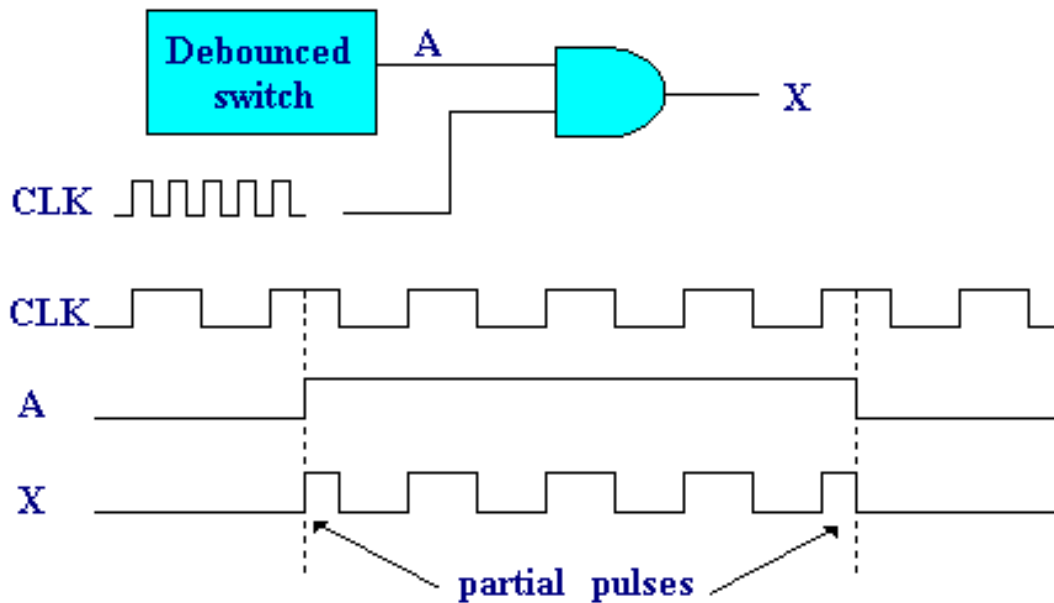 Debounced
switch
A
X
CLK
CLK
A
X
partial pulses